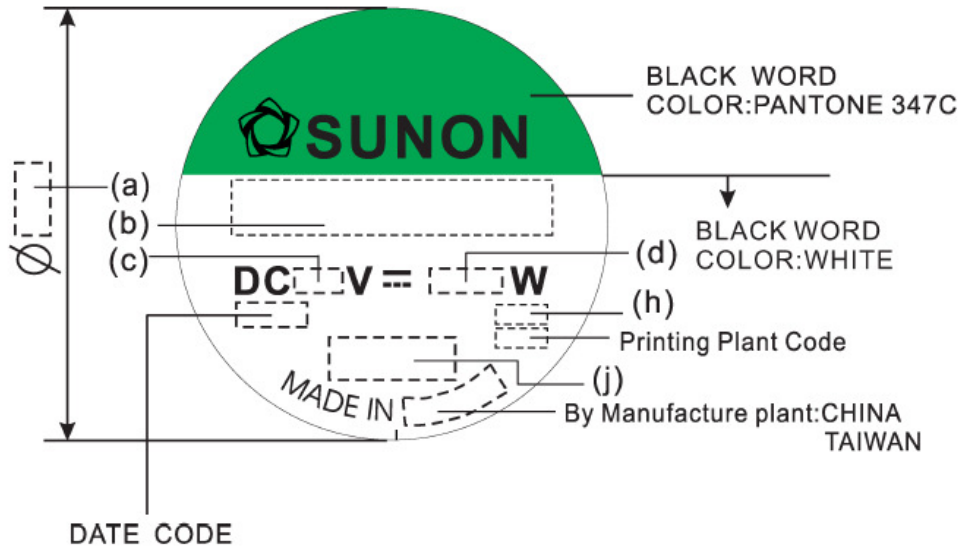 BLACK WORD
COLOR:PANTONE 347C
SUNON
(a)
(b)
BLACK WORD
COLOR:WHITE
(c)
(d)
Ø
DC V ⎓ W
(h)
Printing Plant Code
(j)
MADE IN
By Manufacture plant:CHINA
TAIWAN
DATE CODE